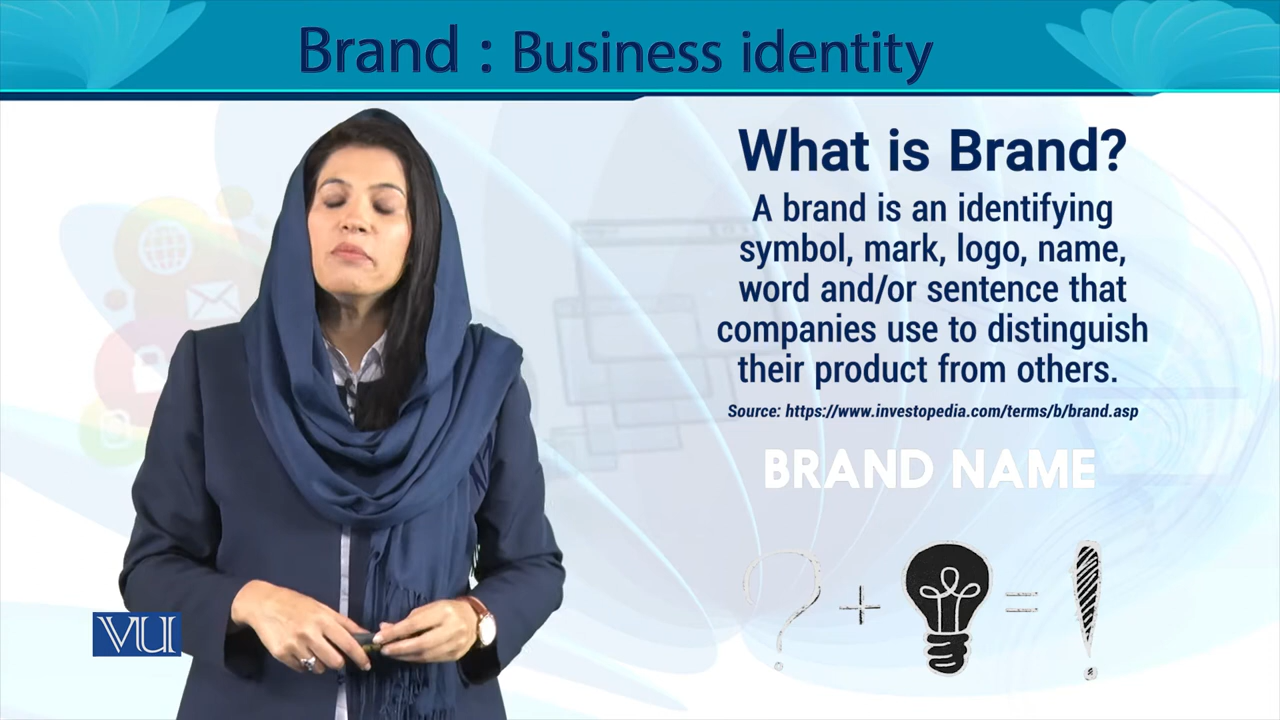 Brand : Business identity
What is Brand?
A brand is an identifying
symbol, mark, logo, name,
word and/or sentence that
companies use to distinguish
their product from others.
Source: https://www.investopedia.com/terms/b/brand.asp
BRAND NAME
? + = !
VU